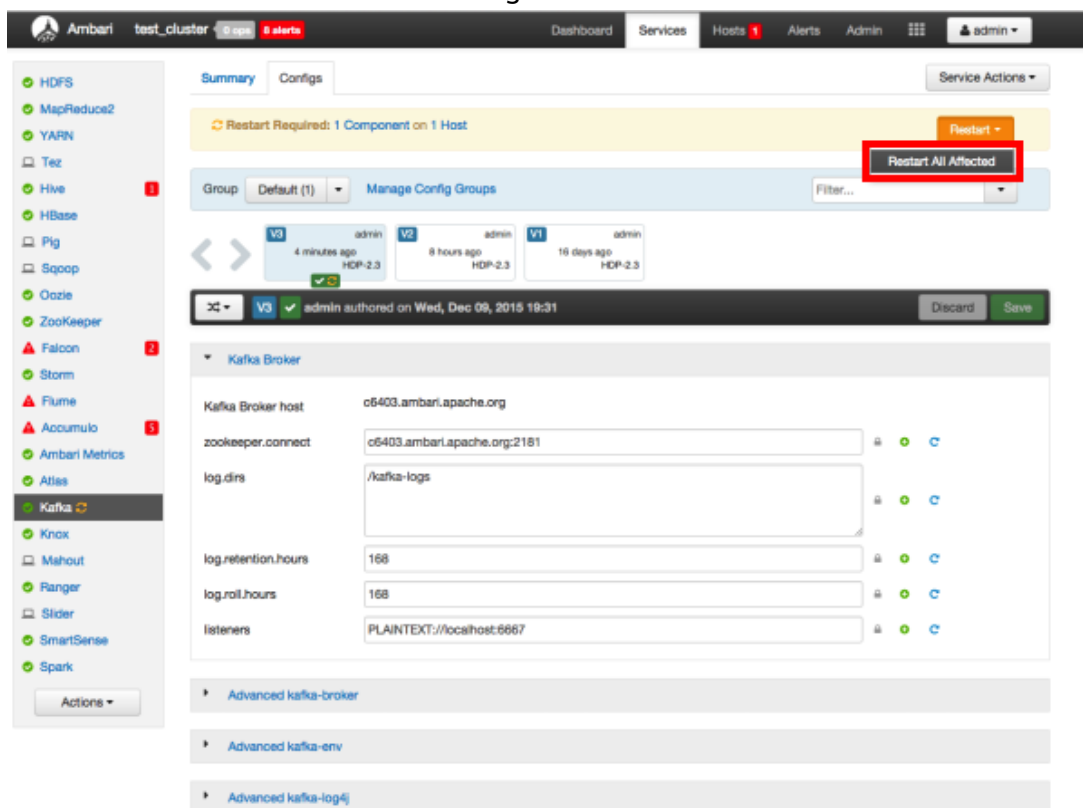 g
Ambari test_cluster 0 ops 8 alerts Dashboard Services Hosts 1 Alerts Admin admin
HDFS
MapReduce2
YARN
Tez
Hive 1
HBase
Pig
Sqoop
Oozie
ZooKeeper
Falcon 2
Storm
Flume
Accumulo 5
Ambari Metrics
Atlas
Kafka
Knox
Mahout
Ranger
Slider
SmartSense
Spark
Actions
Summary Configs Service Actions
Restart Required: 1 Component on 1 Host Restart
Restart All Affected
Group Default (1) Manage Config Groups Filter...
V3 admin V2 admin V1 admin
4 minutes ago 8 hours ago 16 days ago
HDP-2.3 HDP-2.3 HDP-2.3
V3 admin authored on Wed, Dec 09, 2015 19:31 Discard Save
Kafka Broker
Kafka Broker host c6403.ambari.apache.org
zookeeper.connect c6403.ambari.apache.org:2181
log.dirs /kafka-logs
log.retention.hours 168
log.roll.hours 168
listeners PLAINTEXT://localhost:6667
Advanced kafka-broker
Advanced kafka-env
Advanced kafka-log4j